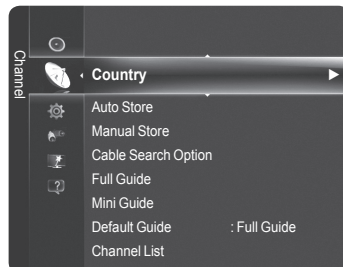 Channel
Country
Auto Store
Manual Store
Cable Search Option
Full Guide
Mini Guide
Default Guide : Full Guide
Channel List